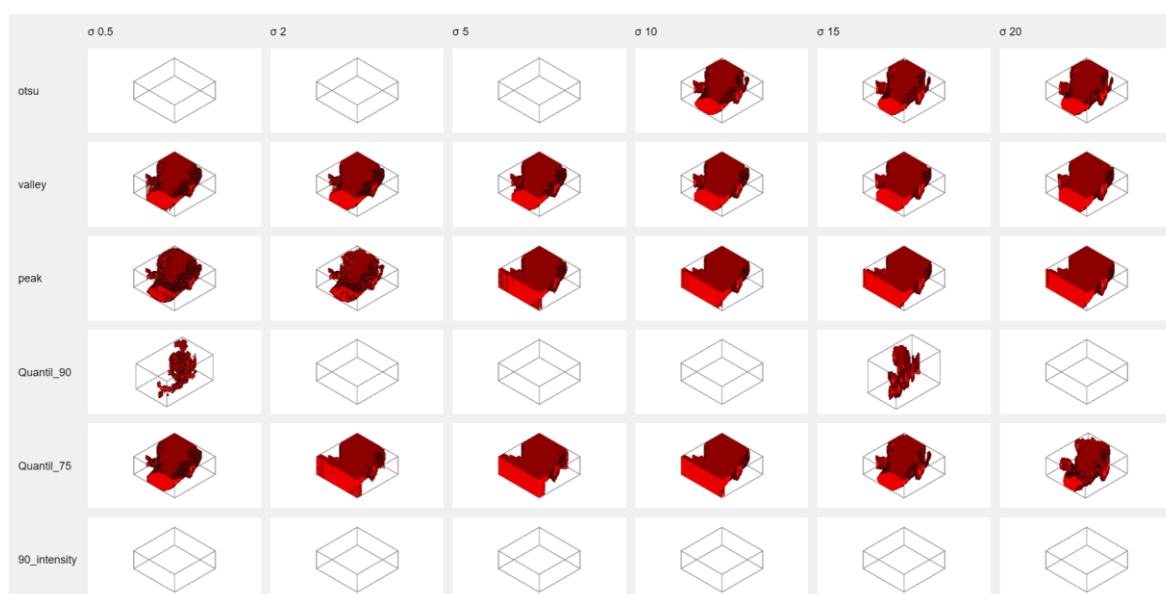 σ 0.5 σ 2 σ 5 σ 10 σ 15 σ 20
otsu
valley
peak
Quantil_90
Quantil_75
90_intensity